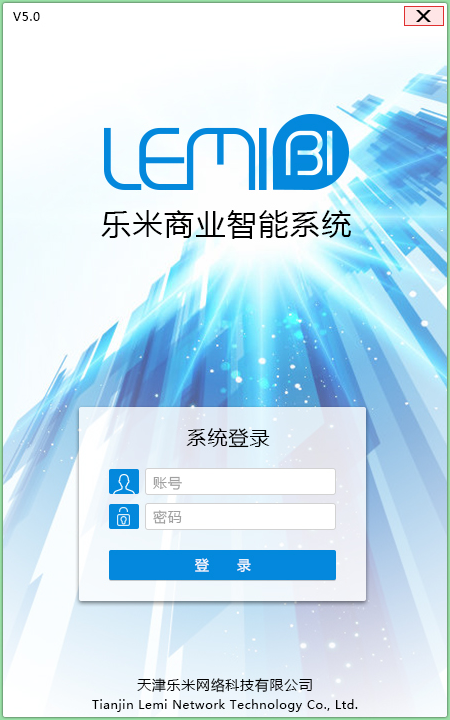 V5.0
LEMI BI
乐米商业智能系统
系统登录
账号
密码
登 录
天津乐米网络科技有限公司
Tianjin Lemi Network Technology Co., Ltd.